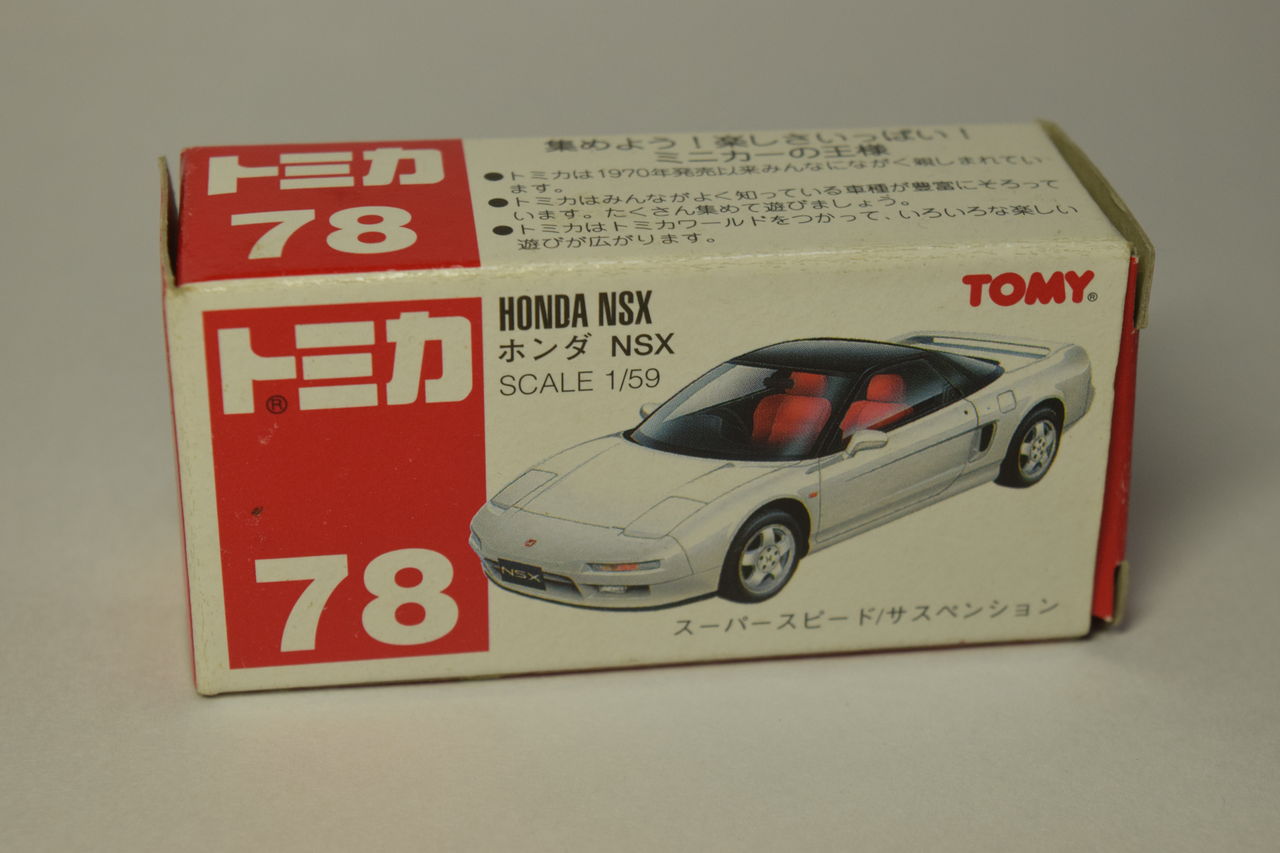 トミカ
78
集めよう！楽しさいっぱい！
ミニカーの王様
●トミカは1970年発売以来みんなにながく親しまれてい
ます。
●トミカはみんながよく知っている車種が豊富にそろって
います。たくさん集めて遊びましょう。
●トミカはトミカワールドをつかって、いろいろな楽しい
遊びが広がります。
トミカ®
78
HONDA NSX
ホンダ NSX
SCALE 1/59
TOMY®
NSX
スーパースピード/サスペンション